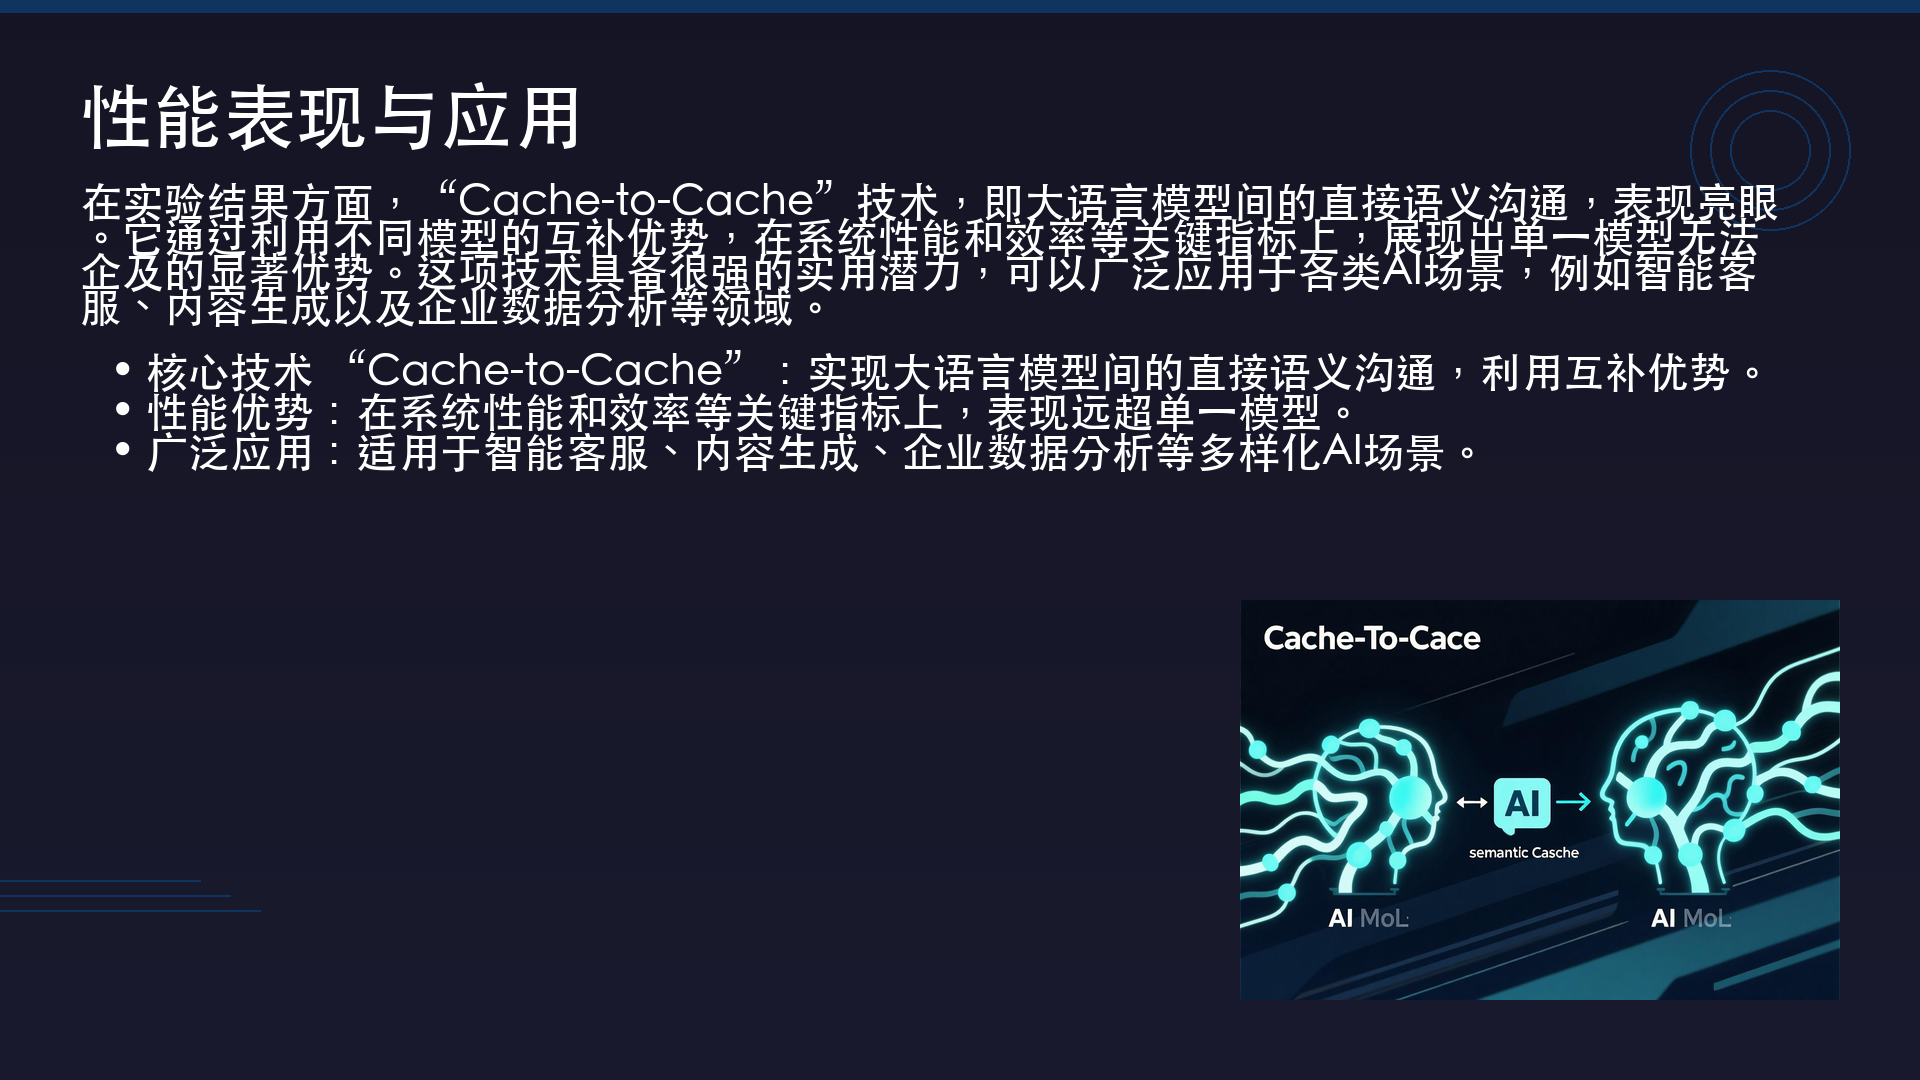 性能表现与应用
在实验结果方面，“Cache-to-Cache”技术，即大语言模型间的直接语义沟通，表现亮眼
。它通过利用不同模型的互补优势，在系统性能和效率等关键指标上，展现出单一模型无法
企及的显著优势。这项技术具备很强的实用潜力，可以广泛应用于各类AI场景，例如智能客
服、内容生成以及企业数据分析等领域。
• 核心技术 “Cache-to-Cache” ：实现大语言模型间的直接语义沟通，利用互补优势。
• 性能优势：在系统性能和效率等关键指标上，表现远超单一模型。
• 广泛应用：适用于智能客服、内容生成、企业数据分析等多样化AI场景。
Cache-To-Cace
AI
semantic Casche
AI MoL
AI MoL